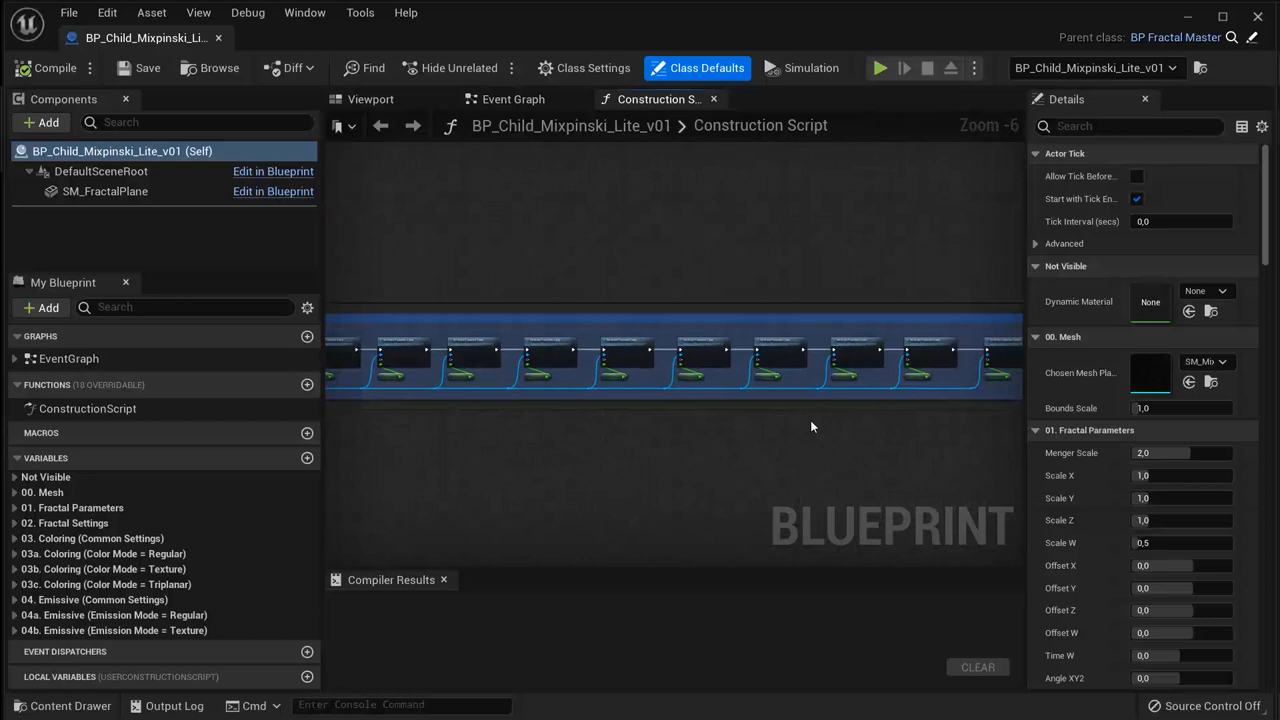 File Edit Asset View Debug Window Tools Help
BP_Child_Mixpinski_Lite...
Parent class: BP Fractal Master
Compile Save Browse Diff Find Hide Unrelated Class Settings Class Defaults Simulation BP_Child_Mixpinski_Lite_v01
Components
Add Search
BP_Child_Mixpinski_Lite_v01 (Self)
DefaultSceneRoot Edit in Blueprint
SM_FractalPlane Edit in Blueprint
My Blueprint
Add Search
GRAPHS
EventGraph
FUNCTIONS (18 OVERRIDABLE)
ConstructionScript
MACROS
VARIABLES
Not Visible
00. Mesh
01. Fractal Parameters
02. Fractal Settings
03. Coloring (Common Settings)
03a. Coloring (Color Mode = Regular)
03b. Coloring (Color Mode = Texture)
03c. Coloring (Color Mode = Triplanar)
04. Emissive (Common Settings)
04a. Emissive (Emission Mode = Regular)
04b. Emissive (Emission Mode = Texture)
EVENT DISPATCHERS
LOCAL VARIABLES (USERCONSTRUCTIONSCRIPT)
Viewport Event Graph Construction S...
BP_Child_Mixpinski_Lite_v01 > Construction Script Zoom -6
BLUEPRINT
Compiler Results
CLEAR
Details
Search
Actor Tick
Allow Tick Before...
Start with Tick En...
Tick Interval (secs) 0,0
Advanced
Not Visible
Dynamic Material None None
00. Mesh
Chosen Mesh Pla... SM_Mix
Bounds Scale 1,0
01. Fractal Parameters
Menger Scale 2,0
Scale X 1,0
Scale Y 1,0
Scale Z 1,0
Scale W 0,5
Offset X 0,0
Offset Y 0,0
Offset Z 0,0
Offset W 0,0
Time W 0,0
Angle XY2 0,0
Content Drawer Output Log Cmd Enter Console Command Source Control Off